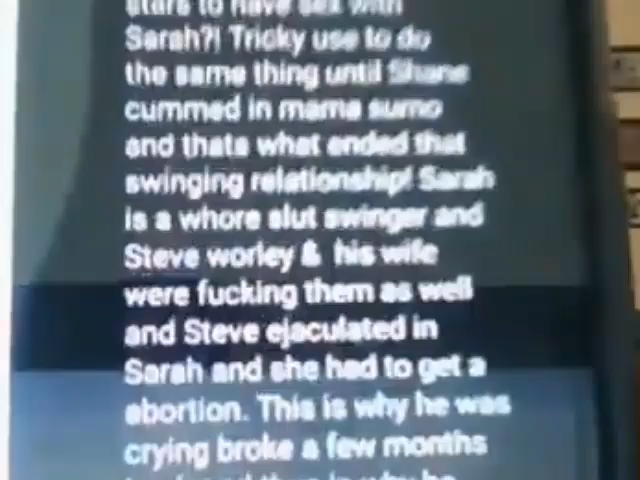 stars to have sex with
Sarah?! Tricky use to do
the same thing until Shane
cummed in mama sumo
and thats what ended that
swinging relationship! Sarah
is a whore slut swinger and
Steve worley & his wife
were fucking them as well
and Steve ejaculated in
Sarah and she had to get a
abortion. This is why he was
crying broke a few months